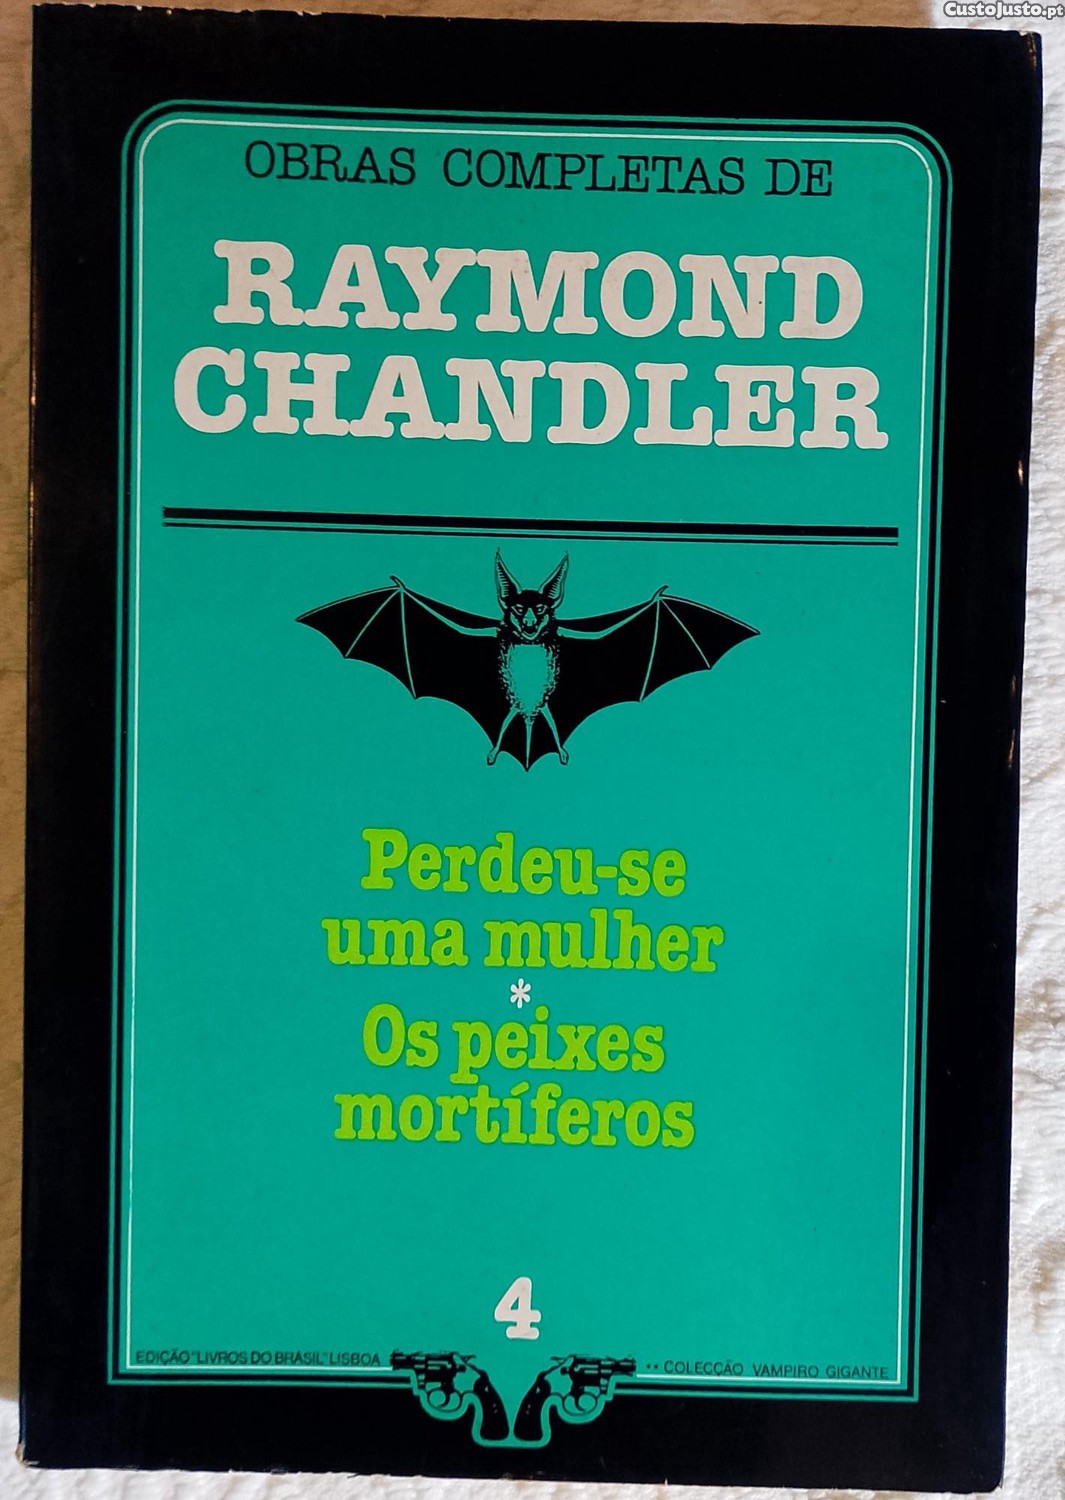 CustoJusto.pt
OBRAS COMPLETAS DE
RAYMOND
CHANDLER
Perdeu-se
uma mulher
*
Os peixes
mortíferos
4
EDIÇÃO "LIVROS DO BRASIL" LISBOA
** COLECÇÃO VAMPIRO GIGANTE